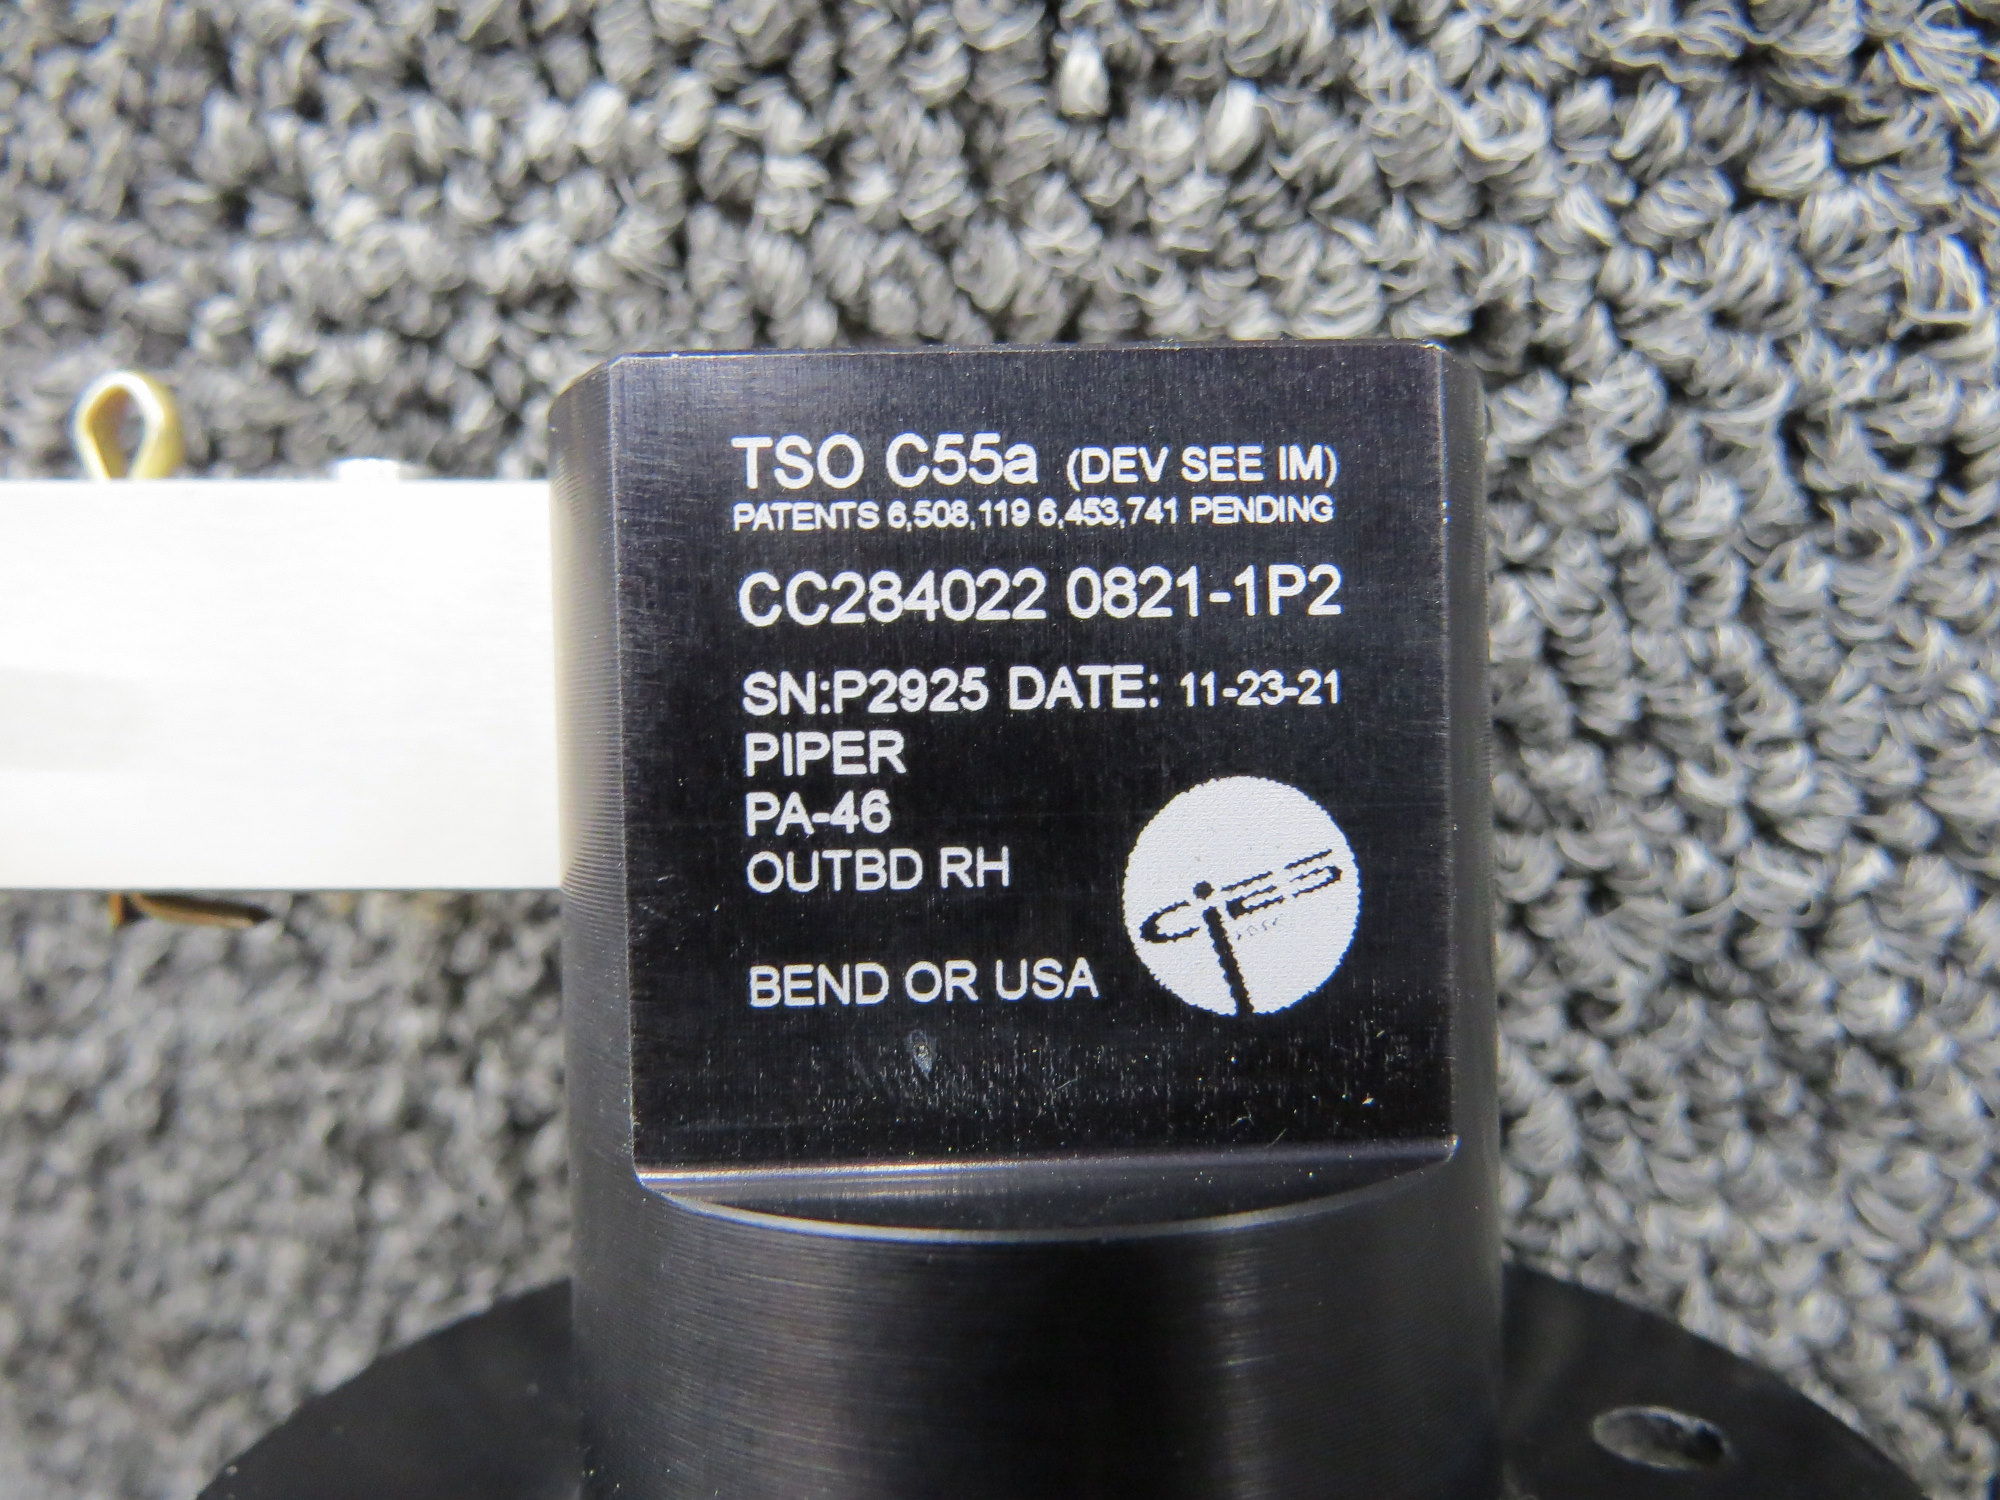 TSO C55a (DEV SEE IM)
PATENTS 6,508,119 6,453,741 PENDING
CC284022 0821-1P2
SN:P2925 DATE: 11-23-21
PIPER
PA-46
OUTBD RH
BEND OR USA